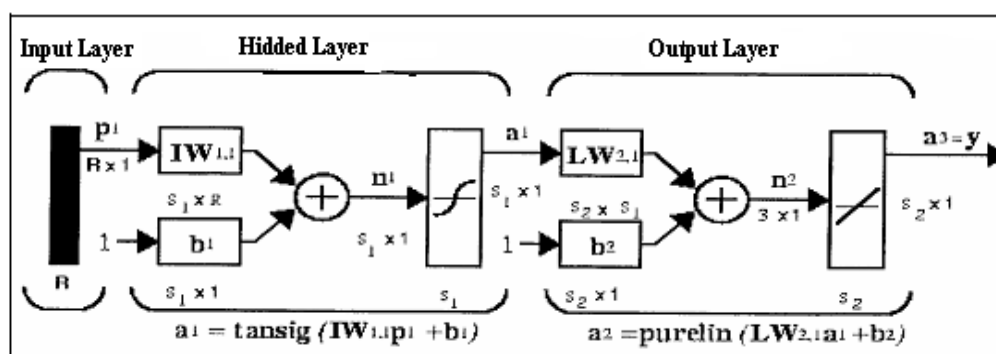 Input Layer
Hidded Layer
Output Layer
p1
R x 1
IW1,1
s1 x R
1
b1
s1 x 1
R
n1
s1 x 1
s1
a1
s1 x 1
LW2,1
s2 x s1
1
b2
s2 x 1
n2
3 x 1
s2
a3=y
s2 x 1
a1 = tansig (IW1,1p1 +b1)
a2 =purelin (LW2,1a1 +b2)